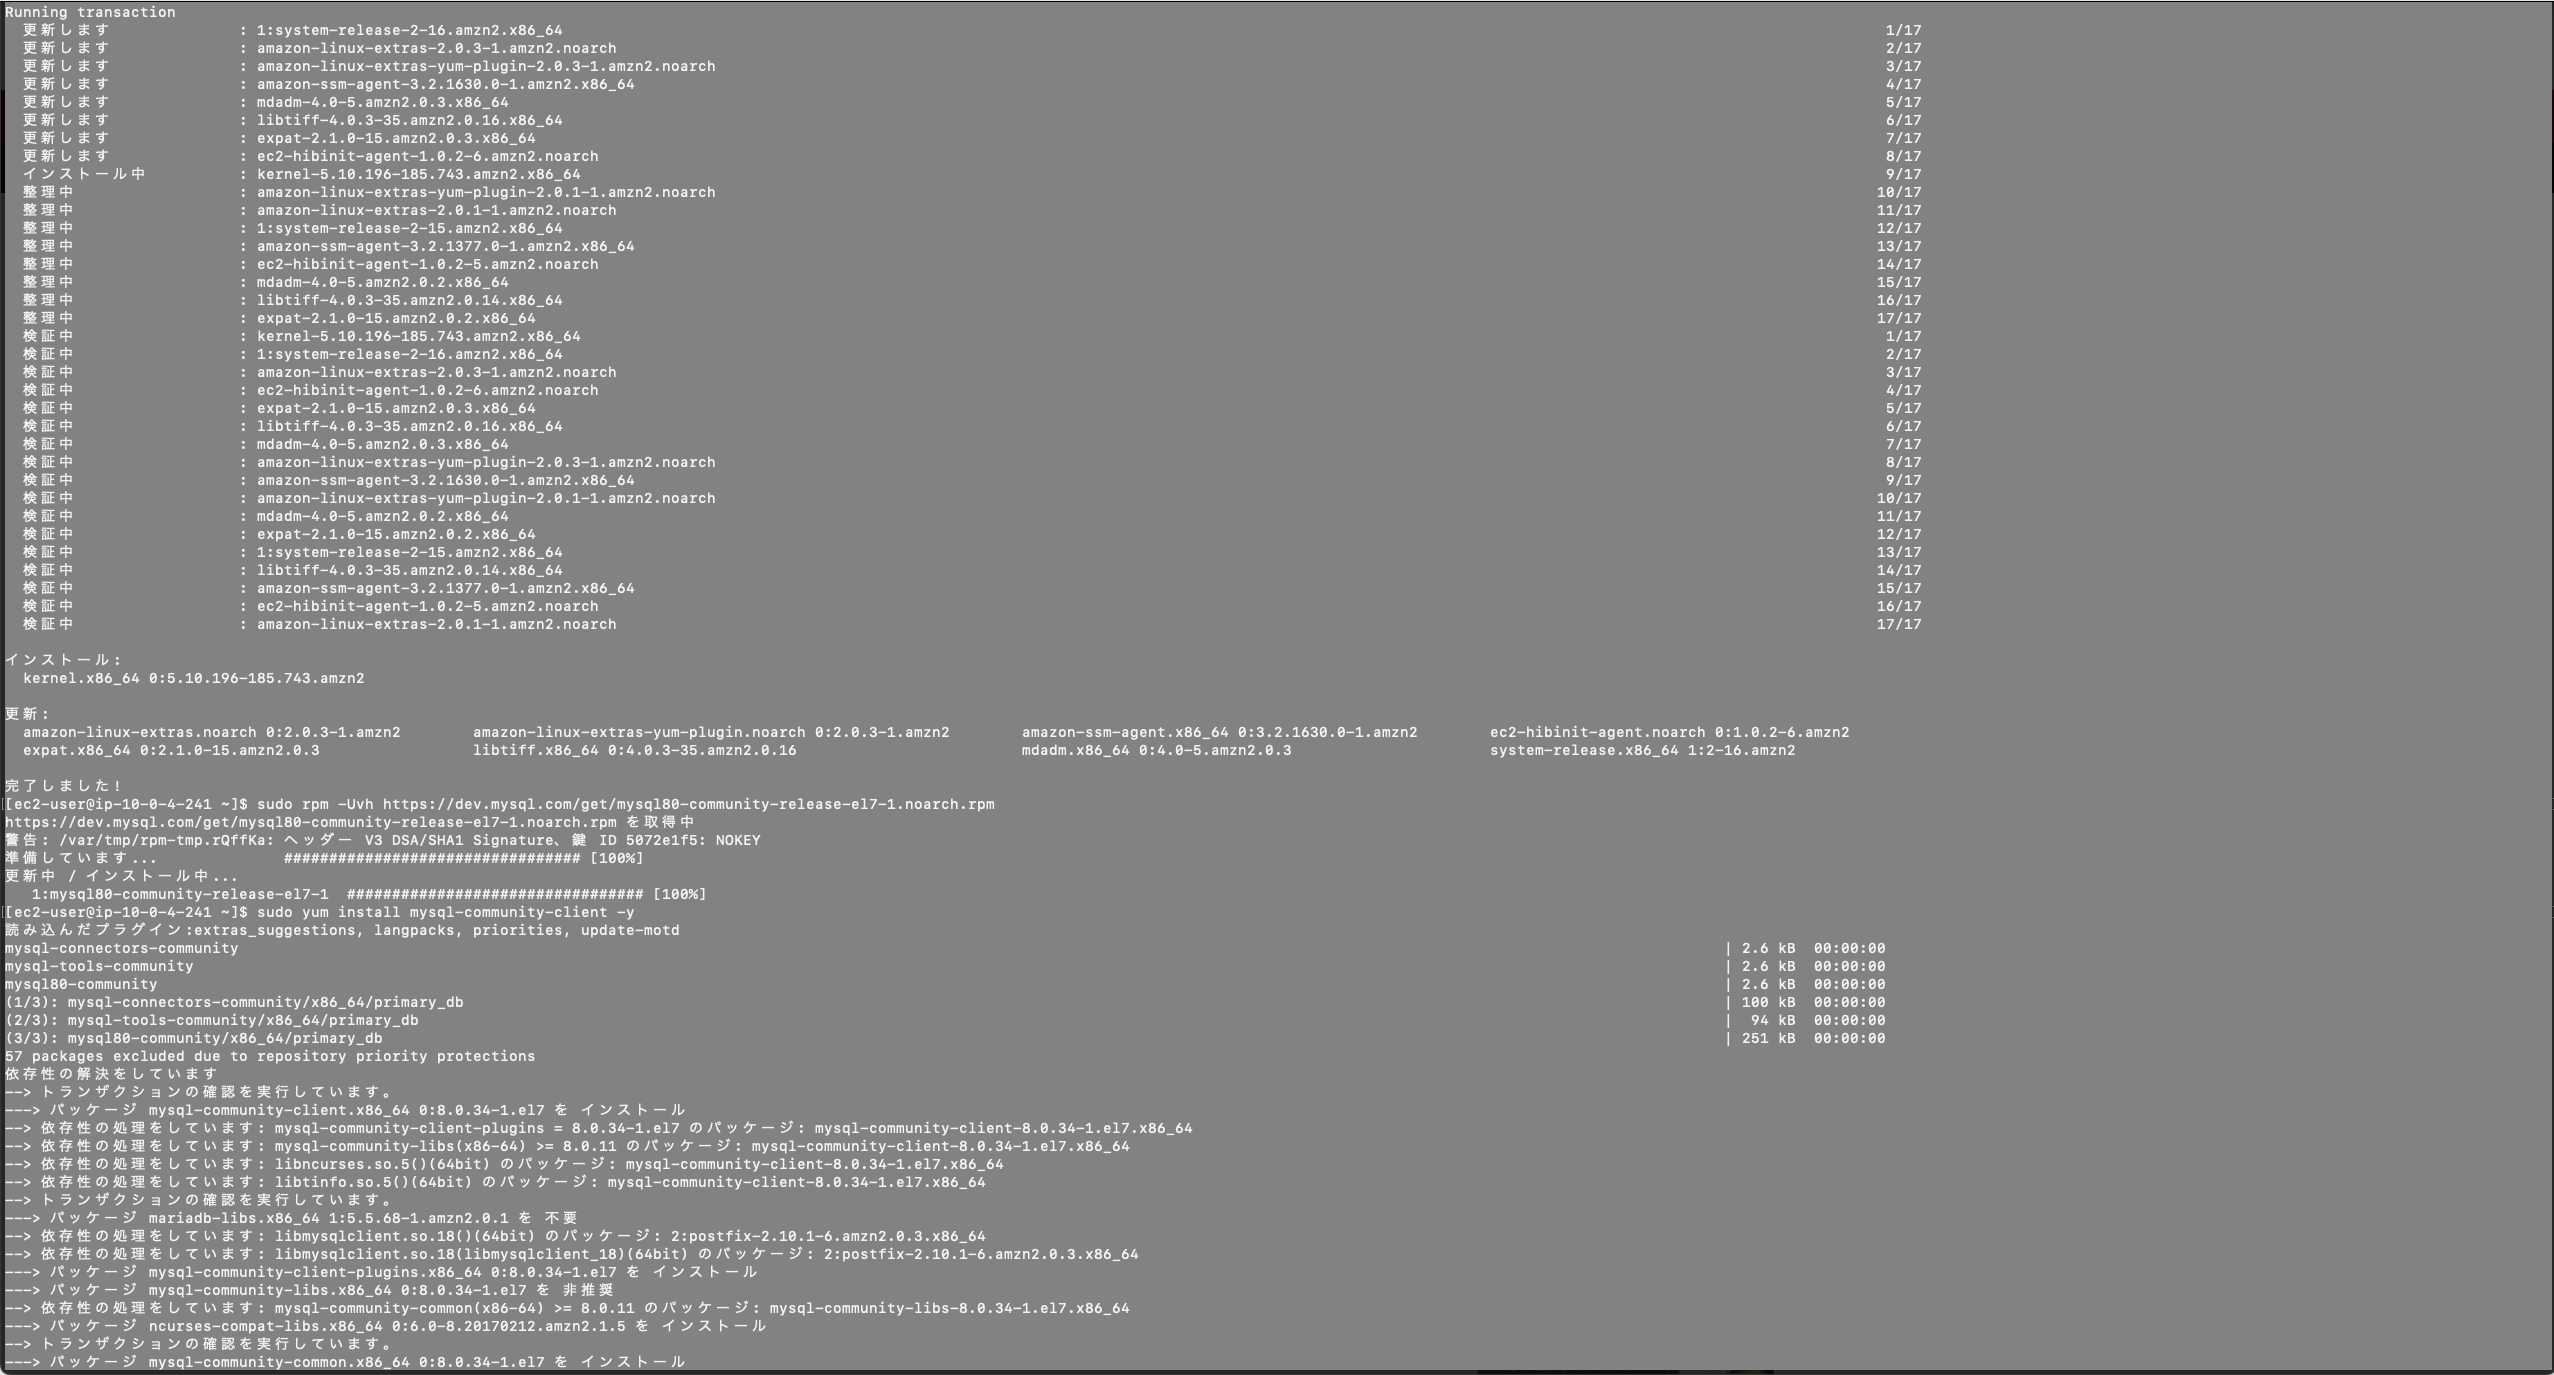 Running transaction
更新します : 1:system-release-2-16.amzn2.x86_64 1/17
更新します : amazon-linux-extras-2.0.3-1.amzn2.noarch 2/17
更新します : amazon-linux-extras-yum-plugin-2.0.3-1.amzn2.noarch 3/17
更新します : amazon-ssm-agent-3.2.1630.0-1.amzn2.x86_64 4/17
更新します : mdadm-4.0-5.amzn2.0.3.x86_64 5/17
更新します : libtiff-4.0.3-35.amzn2.0.16.x86_64 6/17
更新します : expat-2.1.0-15.amzn2.0.3.x86_64 7/17
更新します : ec2-hibinit-agent-1.0.2-6.amzn2.noarch 8/17
インストール中 : kernel-5.10.196-185.743.amzn2.x86_64 9/17
整理中 : amazon-linux-extras-yum-plugin-2.0.1-1.amzn2.noarch 10/17
整理中 : amazon-linux-extras-2.0.1-1.amzn2.noarch 11/17
整理中 : 1:system-release-2-15.amzn2.x86_64 12/17
整理中 : amazon-ssm-agent-3.2.1377.0-1.amzn2.x86_64 13/17
整理中 : ec2-hibinit-agent-1.0.2-5.amzn2.noarch 14/17
整理中 : mdadm-4.0-5.amzn2.0.2.x86_64 15/17
整理中 : libtiff-4.0.3-35.amzn2.0.14.x86_64 16/17
整理中 : expat-2.1.0-15.amzn2.0.2.x86_64 17/17
検証中 : kernel-5.10.196-185.743.amzn2.x86_64 1/17
検証中 : 1:system-release-2-16.amzn2.x86_64 2/17
検証中 : amazon-linux-extras-2.0.3-1.amzn2.noarch 3/17
検証中 : ec2-hibinit-agent-1.0.2-6.amzn2.noarch 4/17
検証中 : expat-2.1.0-15.amzn2.0.3.x86_64 5/17
検証中 : libtiff-4.0.3-35.amzn2.0.16.x86_64 6/17
検証中 : mdadm-4.0-5.amzn2.0.3.x86_64 7/17
検証中 : amazon-linux-extras-yum-plugin-2.0.3-1.amzn2.noarch 8/17
検証中 : amazon-ssm-agent-3.2.1630.0-1.amzn2.x86_64 9/17
検証中 : amazon-linux-extras-yum-plugin-2.0.1-1.amzn2.noarch 10/17
検証中 : mdadm-4.0-5.amzn2.0.2.x86_64 11/17
検証中 : expat-2.1.0-15.amzn2.0.2.x86_64 12/17
検証中 : 1:system-release-2-15.amzn2.x86_64 13/17
検証中 : libtiff-4.0.3-35.amzn2.0.14.x86_64 14/17
検証中 : amazon-ssm-agent-3.2.1377.0-1.amzn2.x86_64 15/17
検証中 : ec2-hibinit-agent-1.0.2-5.amzn2.noarch 16/17
検証中 : amazon-linux-extras-2.0.1-1.amzn2.noarch 17/17
インストール:
kernel.x86_64 0:5.10.196-185.743.amzn2
更新:
amazon-linux-extras.noarch 0:2.0.3-1.amzn2 amazon-linux-extras-yum-plugin.noarch 0:2.0.3-1.amzn2 amazon-ssm-agent.x86_64 0:3.2.1630.0-1.amzn2 ec2-hibinit-agent.noarch 0:1.0.2-6.amzn2
expat.x86_64 0:2.1.0-15.amzn2.0.3 libtiff.x86_64 0:4.0.3-35.amzn2.0.16 mdadm.x86_64 0:4.0-5.amzn2.0.3 system-release.x86_64 1:2-16.amzn2
完了しました!
[[ec2-user@ip-10-0-4-241 ~]$ sudo rpm -Uvh https://dev.mysql.com/get/mysql80-community-release-el7-1.noarch.rpm
https://dev.mysql.com/get/mysql80-community-release-el7-1.noarch.rpm を取得中
警告: /var/tmp/rpm-tmp.rQffKa: ヘッダー V3 DSA/SHA1 Signature、鍵 ID 5072e1f5: NOKEY
準備しています... ################################# [100%]
更新中 / インストール中...
1:mysql80-community-release-el7-1 ################################# [100%]
[[ec2-user@ip-10-0-4-241 ~]$ sudo yum install mysql-community-client -y
読み込んだプラグイン:extras_suggestions, langpacks, priorities, update-motd
mysql-connectors-community | 2.6 kB 00:00:00
mysql-tools-community | 2.6 kB 00:00:00
mysql80-community | 2.6 kB 00:00:00
(1/3): mysql-connectors-community/x86_64/primary_db | 100 kB 00:00:00
(2/3): mysql-tools-community/x86_64/primary_db | 94 kB 00:00:00
(3/3): mysql80-community/x86_64/primary_db | 251 kB 00:00:00
57 packages excluded due to repository priority protections
依存性の解決をしています
--> トランザクションの確認を実行しています。
---> パッケージ mysql-community-client.x86_64 0:8.0.34-1.el7 を インストール
--> 依存性の処理をしています: mysql-community-client-plugins = 8.0.34-1.el7 のパッケージ: mysql-community-client-8.0.34-1.el7.x86_64
--> 依存性の処理をしています: mysql-community-libs(x86-64) >= 8.0.11 のパッケージ: mysql-community-client-8.0.34-1.el7.x86_64
--> 依存性の処理をしています: libncurses.so.5()(64bit) のパッケージ: mysql-community-client-8.0.34-1.el7.x86_64
--> 依存性の処理をしています: libtinfo.so.5()(64bit) のパッケージ: mysql-community-client-8.0.34-1.el7.x86_64
--> トランザクションの確認を実行しています。
---> パッケージ mariadb-libs.x86_64 1:5.5.68-1.amzn2.0.1 を 不要
--> 依存性の処理をしています: libmysqlclient.so.18()(64bit) のパッケージ: 2:postfix-2.10.1-6.amzn2.0.3.x86_64
--> 依存性の処理をしています: libmysqlclient.so.18(libmysqlclient_18)(64bit) のパッケージ: 2:postfix-2.10.1-6.amzn2.0.3.x86_64
---> パッケージ mysql-community-client-plugins.x86_64 0:8.0.34-1.el7 を インストール
---> パッケージ mysql-community-libs.x86_64 0:8.0.34-1.el7 を 非推奨
--> 依存性の処理をしています: mysql-community-common(x86-64) >= 8.0.11 のパッケージ: mysql-community-libs-8.0.34-1.el7.x86_64
---> パッケージ ncurses-compat-libs.x86_64 0:6.0-8.20170212.amzn2.1.5 を インストール
--> トランザクションの確認を実行しています。
---> パッケージ mysql-community-common.x86_64 0:8.0.34-1.el7 を インストール